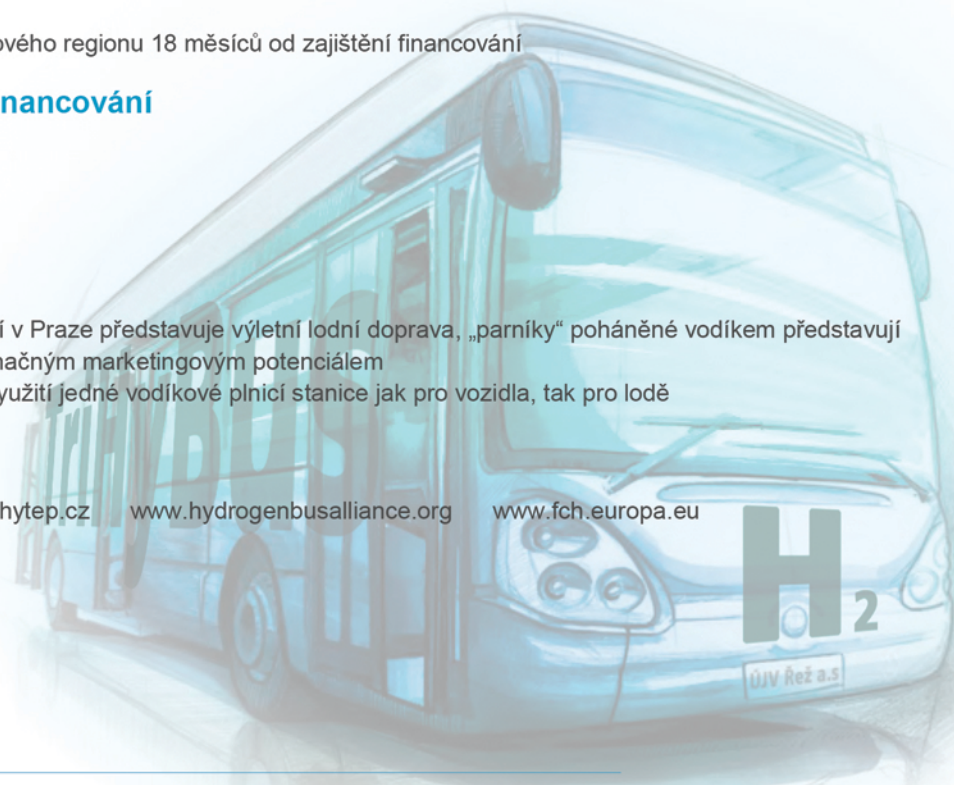 ového regionu 18 měsíců od zajištění financování
nancování
í v Praze představuje výletní lodní doprava, „parníky“ poháněné vodíkem představují
načným marketingovým potenciálem
yužití jedné vodíkové plnicí stanice jak pro vozidla, tak pro lodě
TriHyBUS
hytep.cz www.hydrogenbusalliance.org www.fch.europa.eu
H2
ÚJV Řež a.s